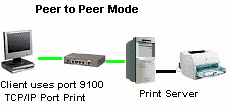 Peer to Peer Mode
Client uses port 9100
TCP/IP Port Print
Print Server